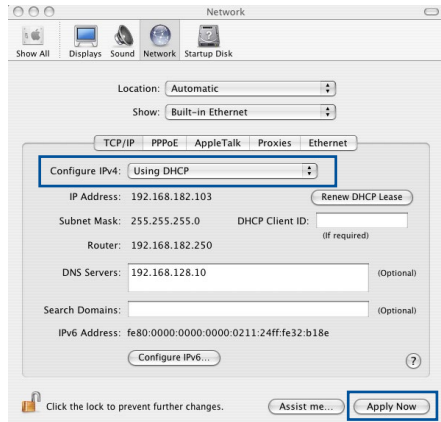 Network
Show All Displays Sound Network Startup Disk
Location: Automatic
Show: Built-in Ethernet
TCP/IP PPPoE AppleTalk Proxies Ethernet
Configure IPv4: Using DHCP
IP Address: 192.168.182.103 Renew DHCP Lease
Subnet Mask: 255.255.255.0 DHCP Client ID:
(If required)
Router: 192.168.182.250
DNS Servers: 192.168.128.10 (Optional)
Search Domains: (Optional)
IPv6 Address: fe80:0000:0000:0000:0211:24ff:fe32:b18e
Configure IPv6... ?
Click the lock to prevent further changes. Assist me... Apply Now